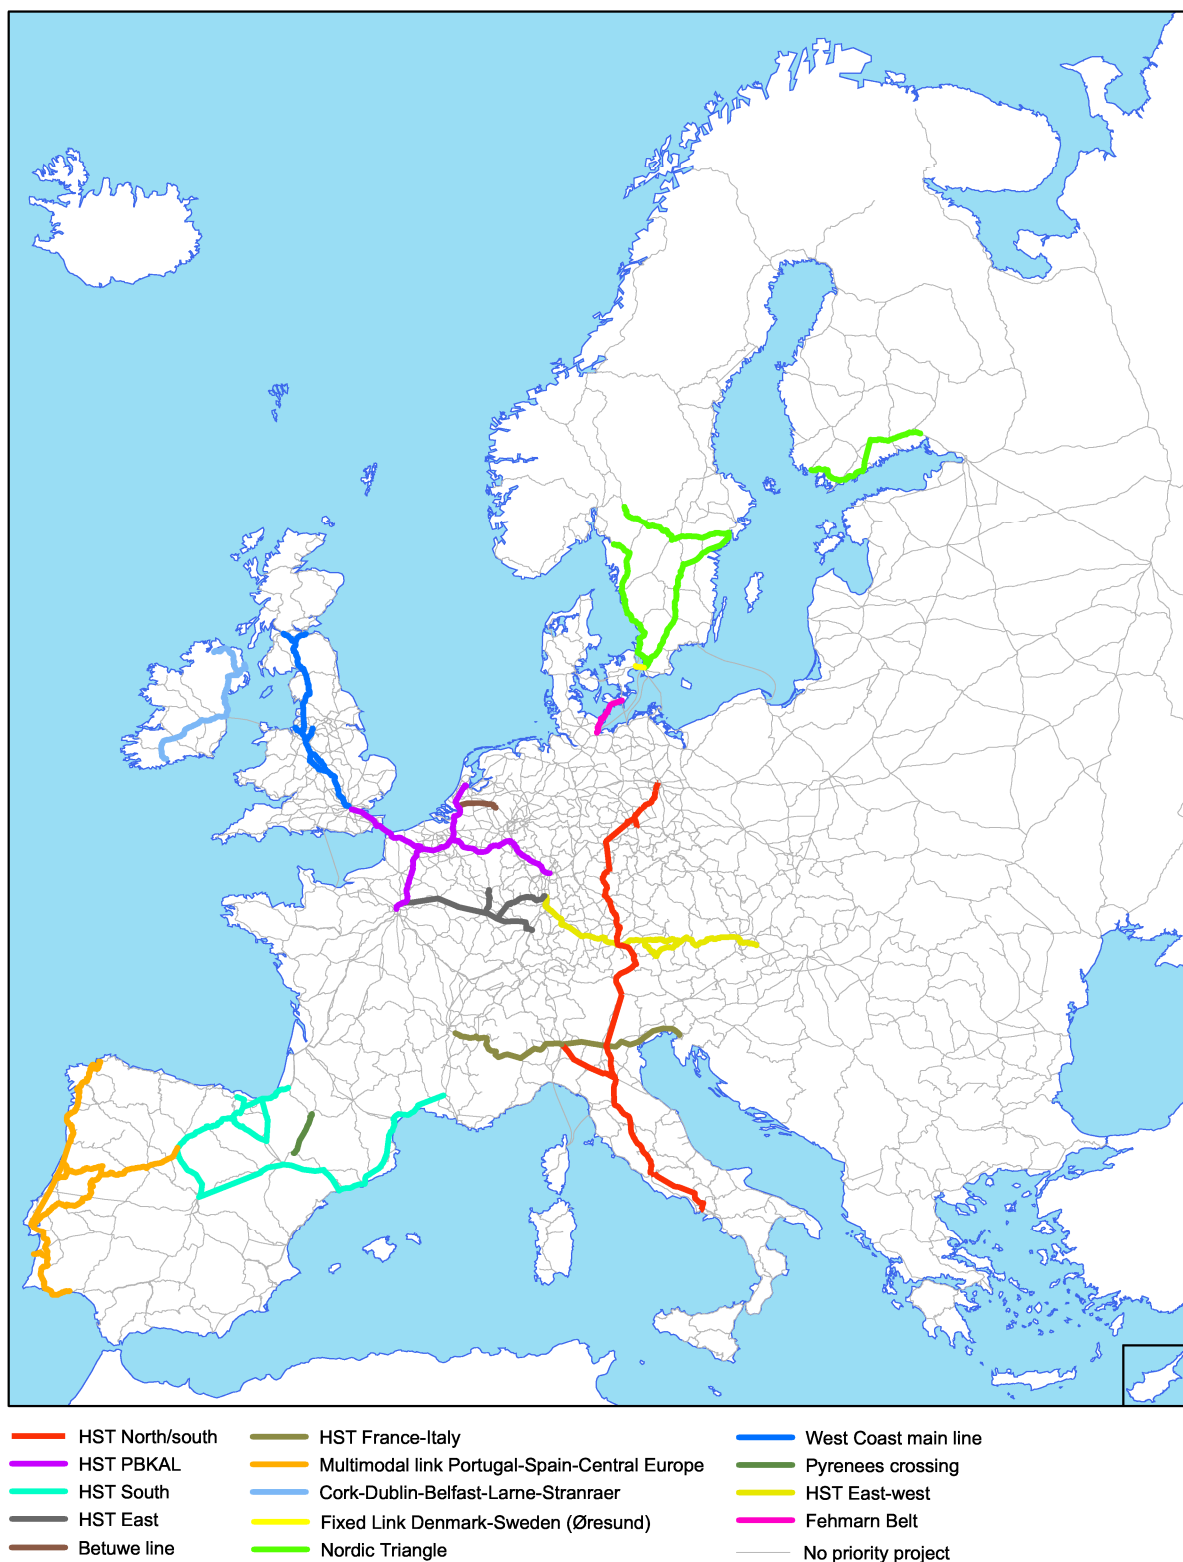 HST North/south
HST PBKAL
HST South
HST East
Betuwe line
HST France-Italy
Multimodal link Portugal-Spain-Central Europe
Cork-Dublin-Belfast-Larne-Stranraer
Fixed Link Denmark-Sweden (Øresund)
Nordic Triangle
West Coast main line
Pyrenees crossing
HST East-west
Fehmarn Belt
No priority project